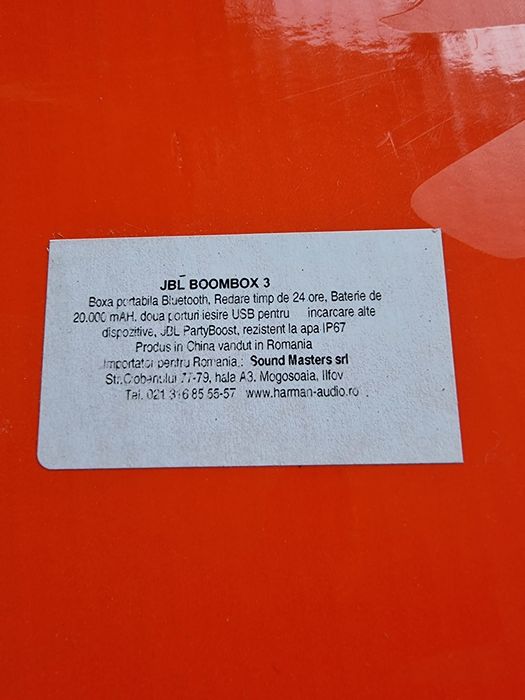 JBL BOOMBOX 3
Boxa portabila Bluetooth, Redare timp de 24 ore, Baterie de
20.000 mAH, doua porturi iesire USB pentru incarcare alte
dispozitive, JBL PartyBoost, rezistent la apa IP67
Produs in China vandut in Romania
Importator pentru Romania.: Sound Masters srl
Str.Ciobanului 77-79, hala A3, Mogosoaia, Ilfov
Tel. 021 316 85 55-57 www.harman-audio.ro